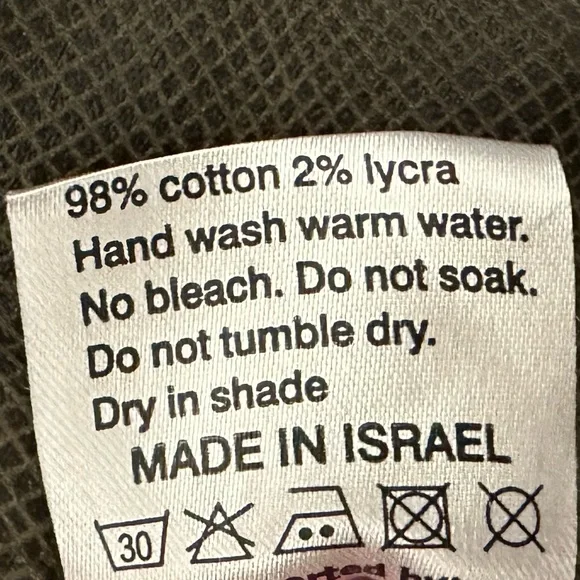 98% cotton 2% lycra
Hand wash warm water.
No bleach. Do not soak.
Do not tumble dry.
Dry in shade
MADE IN ISRAEL
30